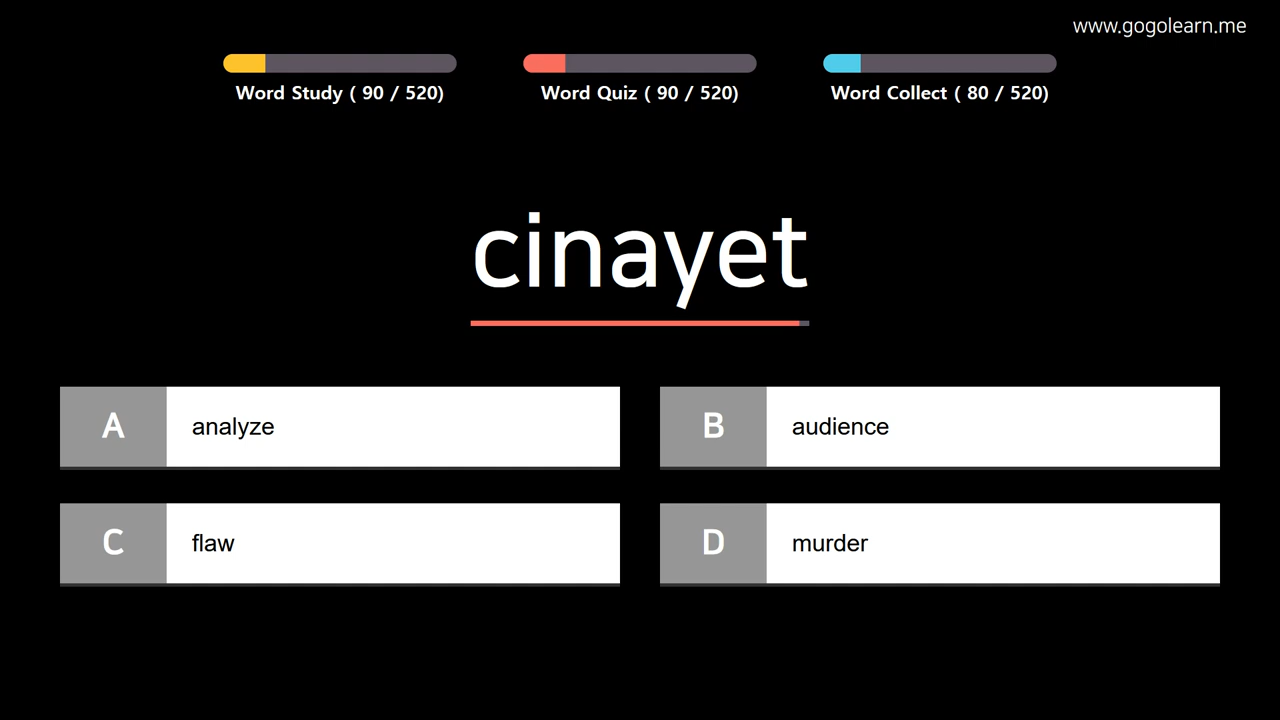 www.gogolearn.me
Word Study ( 90 / 520)
Word Quiz ( 90 / 520)
Word Collect ( 80 / 520)
cinayet
A analyze
B audience
C flaw
D murder